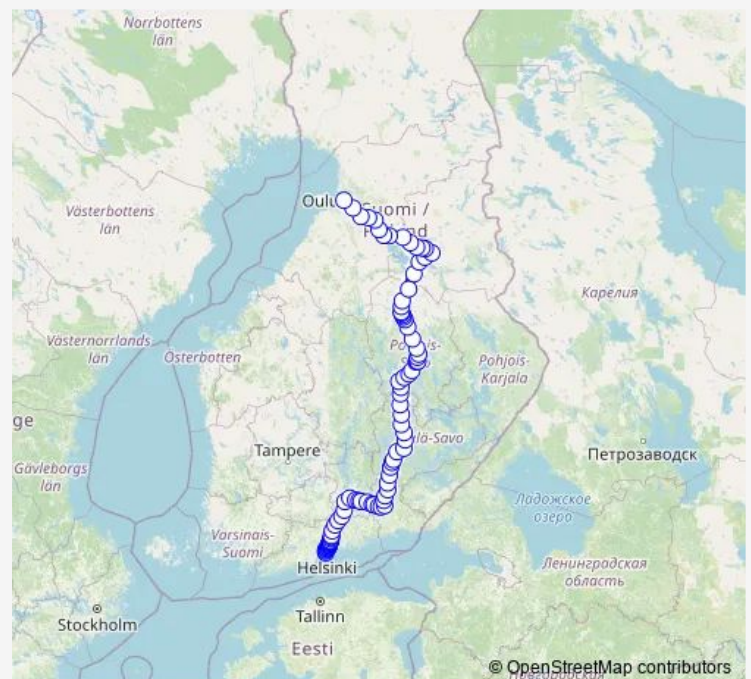 Norrbottens
län
Oulu
Suomi /
Västerbottens
län
Карелия
Västernorrlands
län
Österbotten
Pohjois-
Karjala
Tampere
Петрозаводск
Gävleborgs
län
Ладожское
озеро
Varsinais-
Suomi
Helsinki
Ленинградская
область
Tallinn
Stockholm
Eesti
© OpenStreetMap contributors